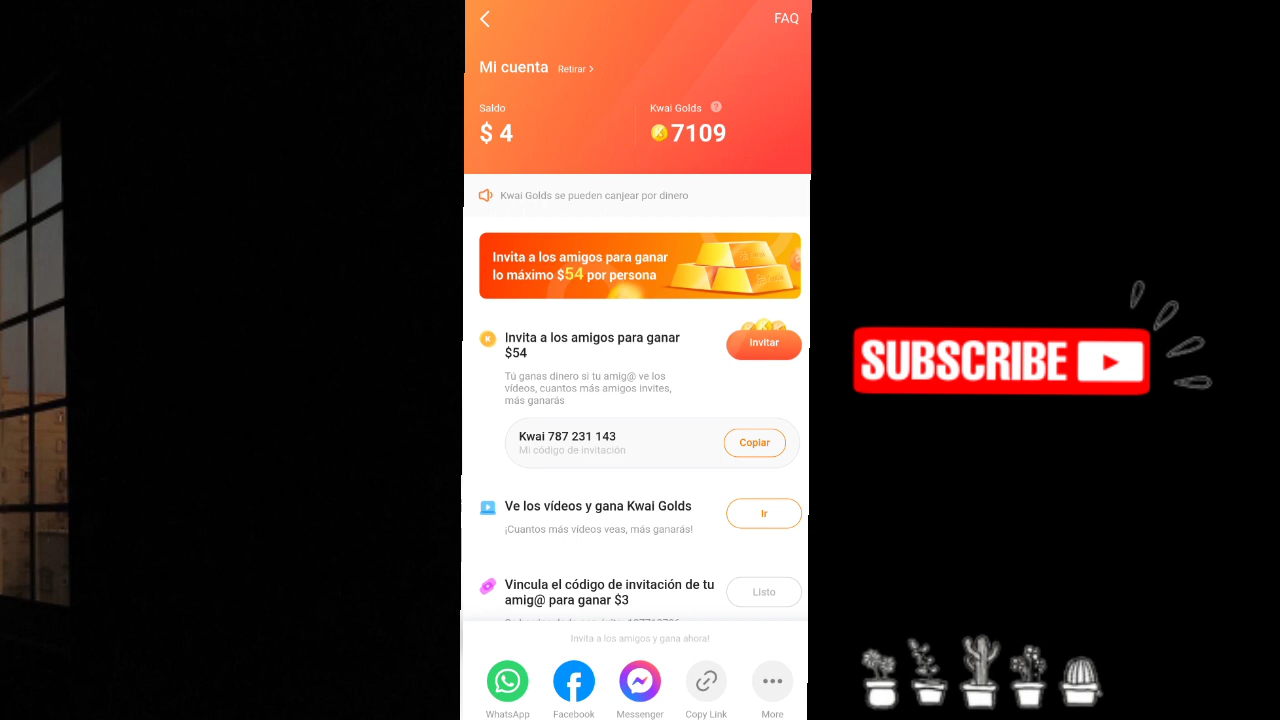 FAQ
Mi cuenta Retirar >
Saldo
Kwai Golds ?
$ 4
7109
Kwai Golds se pueden canjear por dinero
Invita a los amigos para ganar
lo máximo $54 por persona
Invita a los amigos para ganar
$54
Invitar
Tú ganas dinero si tu amig@ ve los
vídeos, cuantos más amigos invites,
más ganarás
Kwai 787 231 143
Mi código de invitación
Copiar
Ve los vídeos y gana Kwai Golds
Ir
¡Cuantos más vídeos veas, más ganarás!
Vincula el código de invitación de tu
amig@ para ganar $3
Listo
Invita a los amigos y gana ahora!
WhatsApp
Facebook
Messenger
Copy Link
More
SUBSCRIBE